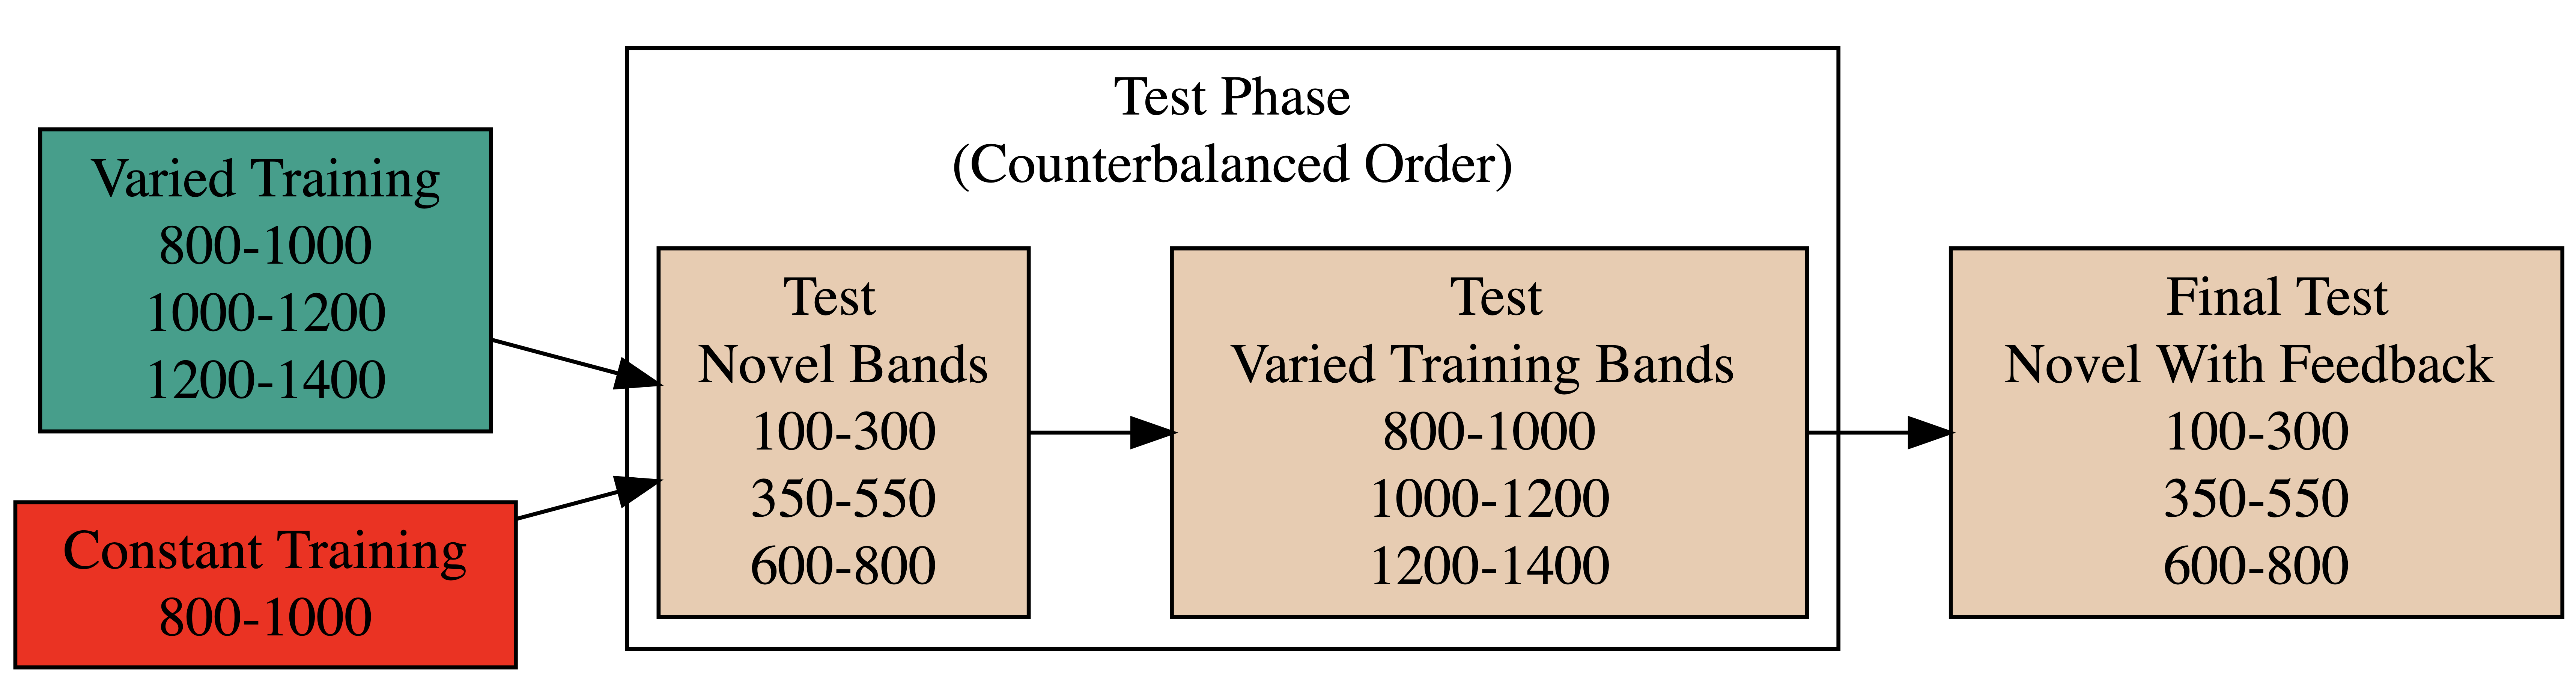 Varied Training
800-1000
1000-1200
1200-1400
Constant Training
800-1000
Test Phase
(Counterbalanced Order)
Test
Novel Bands
100-300
350-550
600-800
Test
Varied Training Bands
800-1000
1000-1200
1200-1400
Final Test
Novel With Feedback
100-300
350-550
600-800